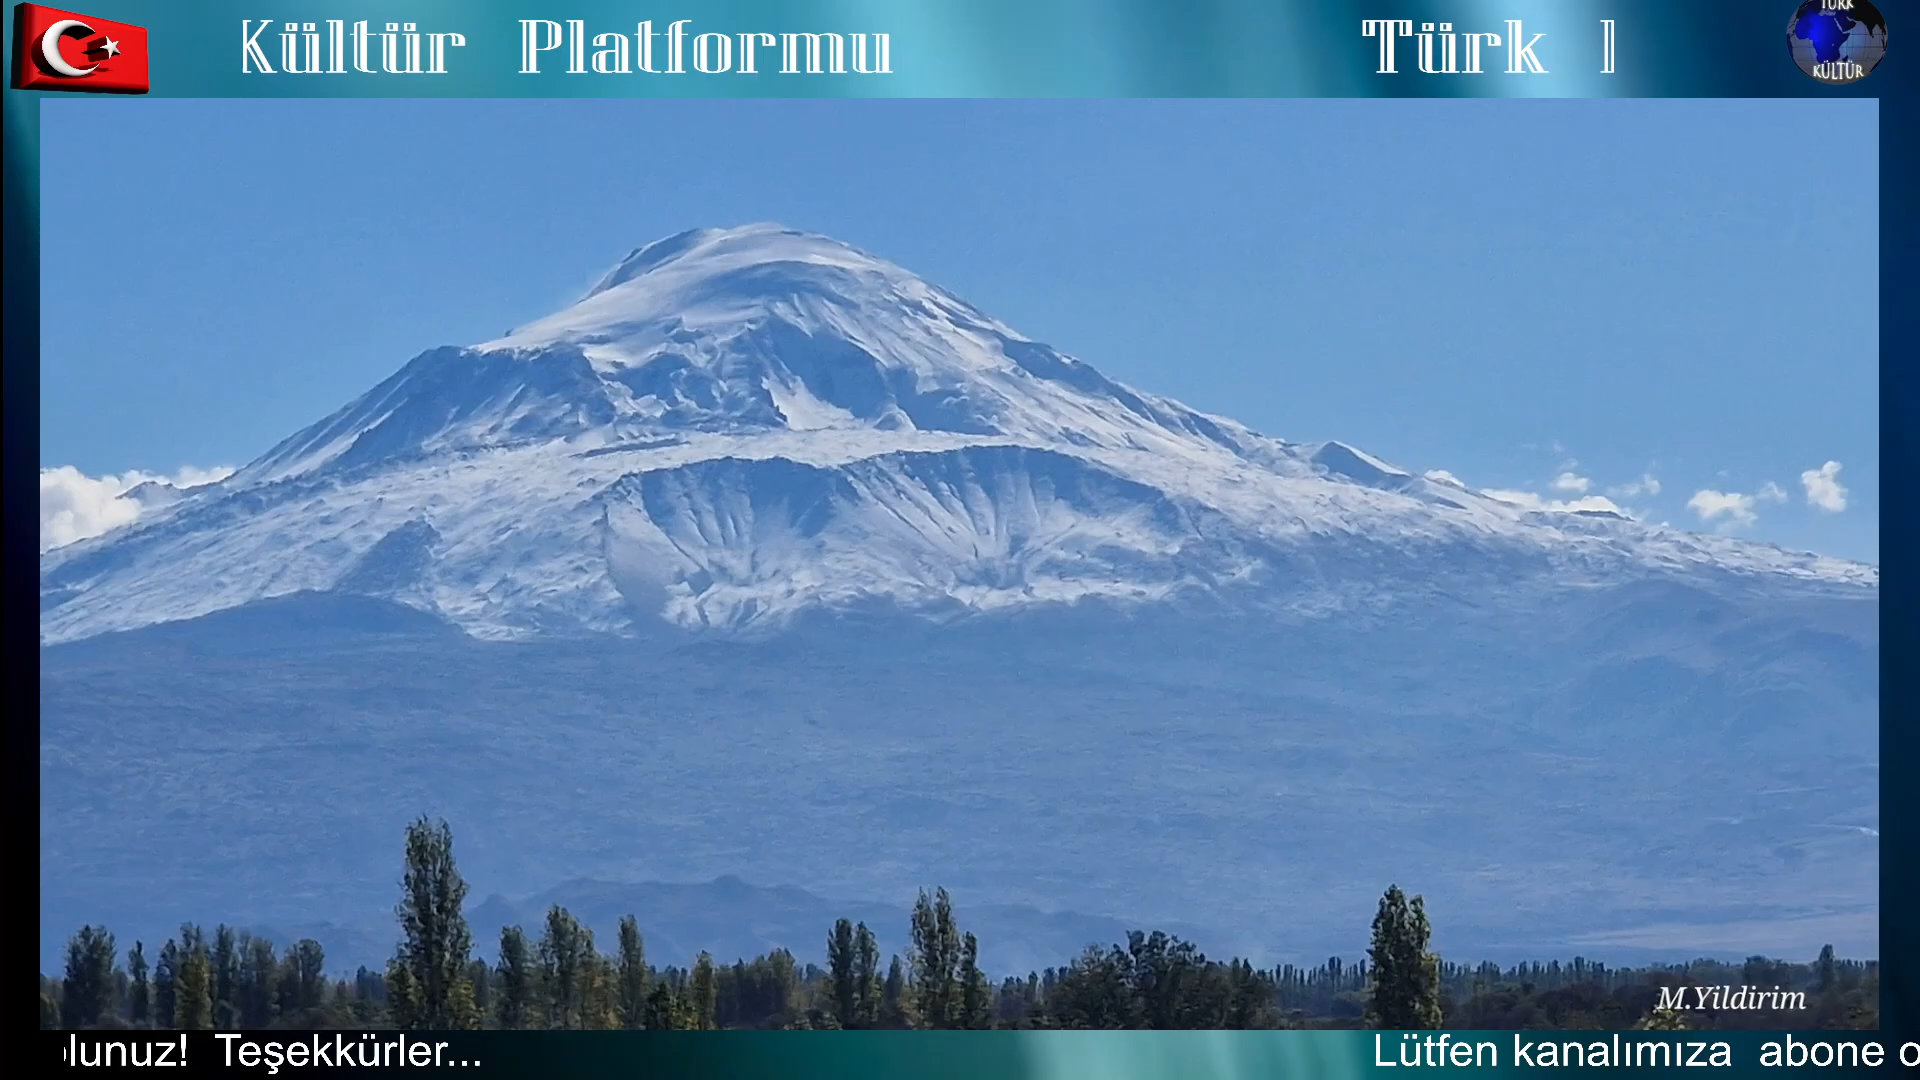 Kültür Platformu Türk
TÜRK
KÜLTÜR
M.Yildirim
lunuz! Teşekkürler... Lütfen kanalımıza abone o